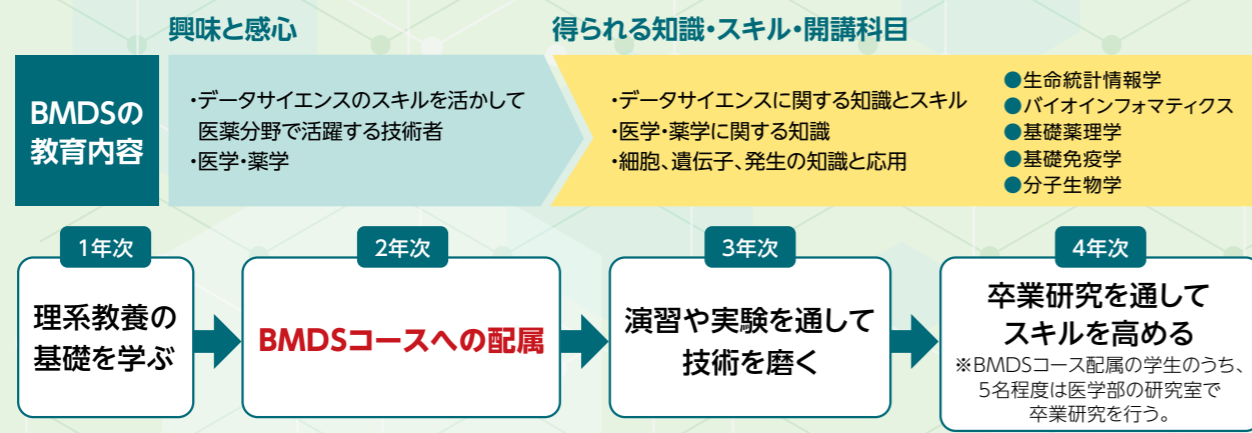 興味と感心
得られる知識・スキル・開講科目
BMDSの
教育内容
・データサイエンスのスキルを活かして
医薬分野で活躍する技術者
・医学・薬学
・データサイエンスに関する知識とスキル
・医学・薬学に関する知識
・細胞、遺伝子、発生の知識と応用
●生命統計情報学
●バイオインフォマティクス
●基礎薬理学
●基礎免疫学
●分子生物学
1年次
理系教養の
基礎を学ぶ
2年次
BMDSコースへの配属
3年次
演習や実験を通して
技術を磨く
4年次
卒業研究を通して
スキルを高める
※BMDSコース配属の学生のうち、
5名程度は医学部の研究室で
卒業研究を行う。